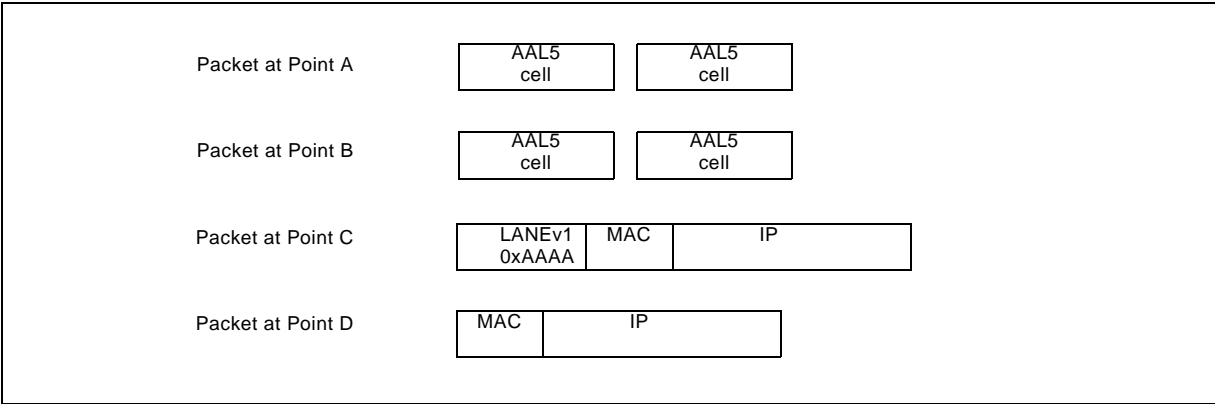 Packet at Point A
AAL5 AAL5
cell cell
Packet at Point B
AAL5 AAL5
cell cell
Packet at Point C
LANEv1 MAC IP
0xAAAA
Packet at Point D
MAC IP